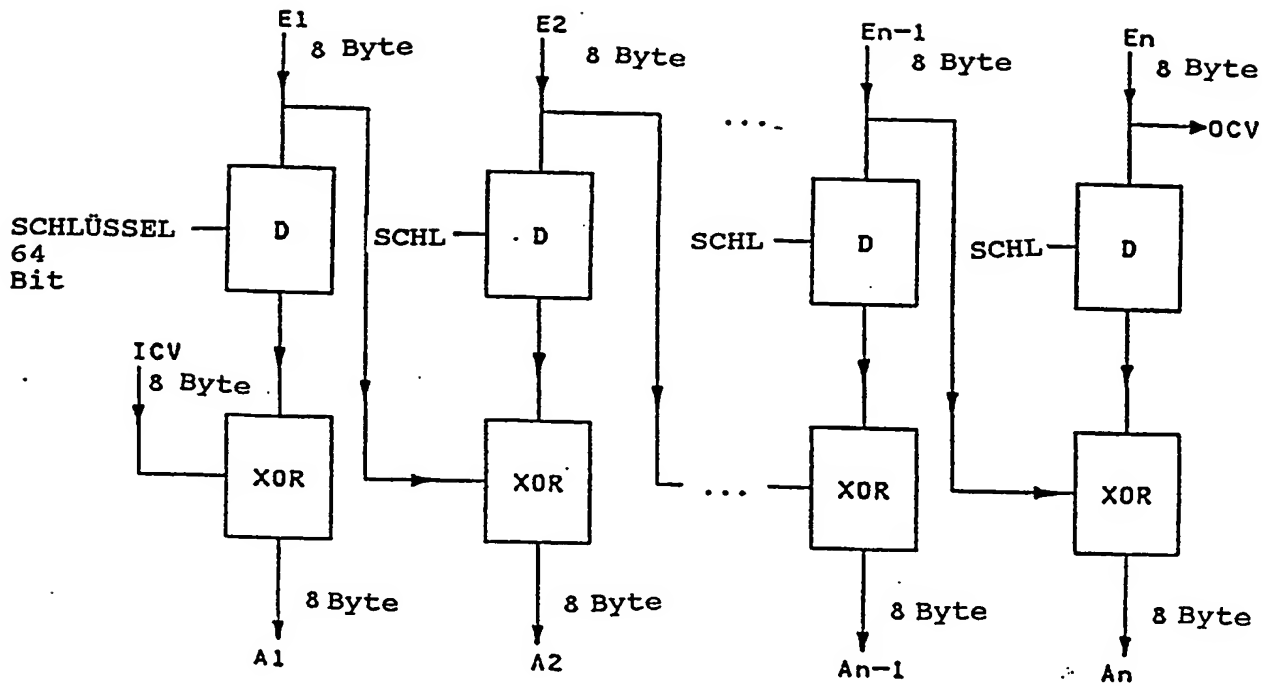 E1
8 Byte
E2
8 Byte
En-1
8 Byte
En
8 Byte
....
OCV
SCHLÜSSEL
64
Bit
D
SCHL
D
SCHL
D
SCHL
D
ICV
8 Byte
XOR
XOR
...
XOR
XOR
8 Byte
8 Byte
8 Byte
8 Byte
A1
A2
An-1
An